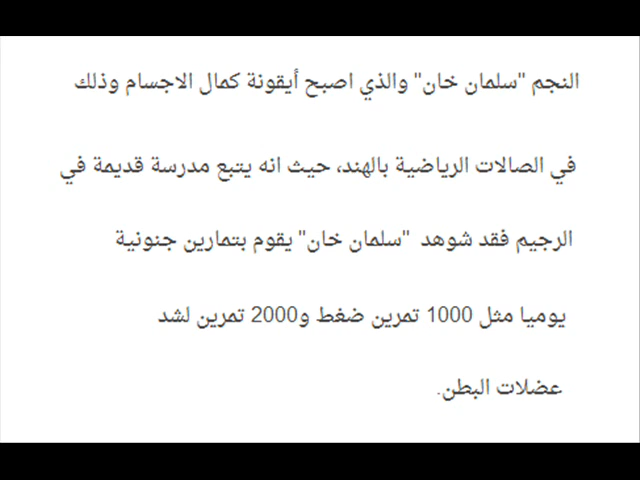 النجم "سلمان خان" والذي اصبح أيقونة كمال الاجسام وذلك
في الصالات الرياضية بالهند، حيث انه يتبع مدرسة قديمة في
الرجيم فقد شوهد "سلمان خان" يقوم بتمارين جنونية
يوميا مثل 1000 تمرين ضغط و2000 تمرين لشد
عضلات البطن.